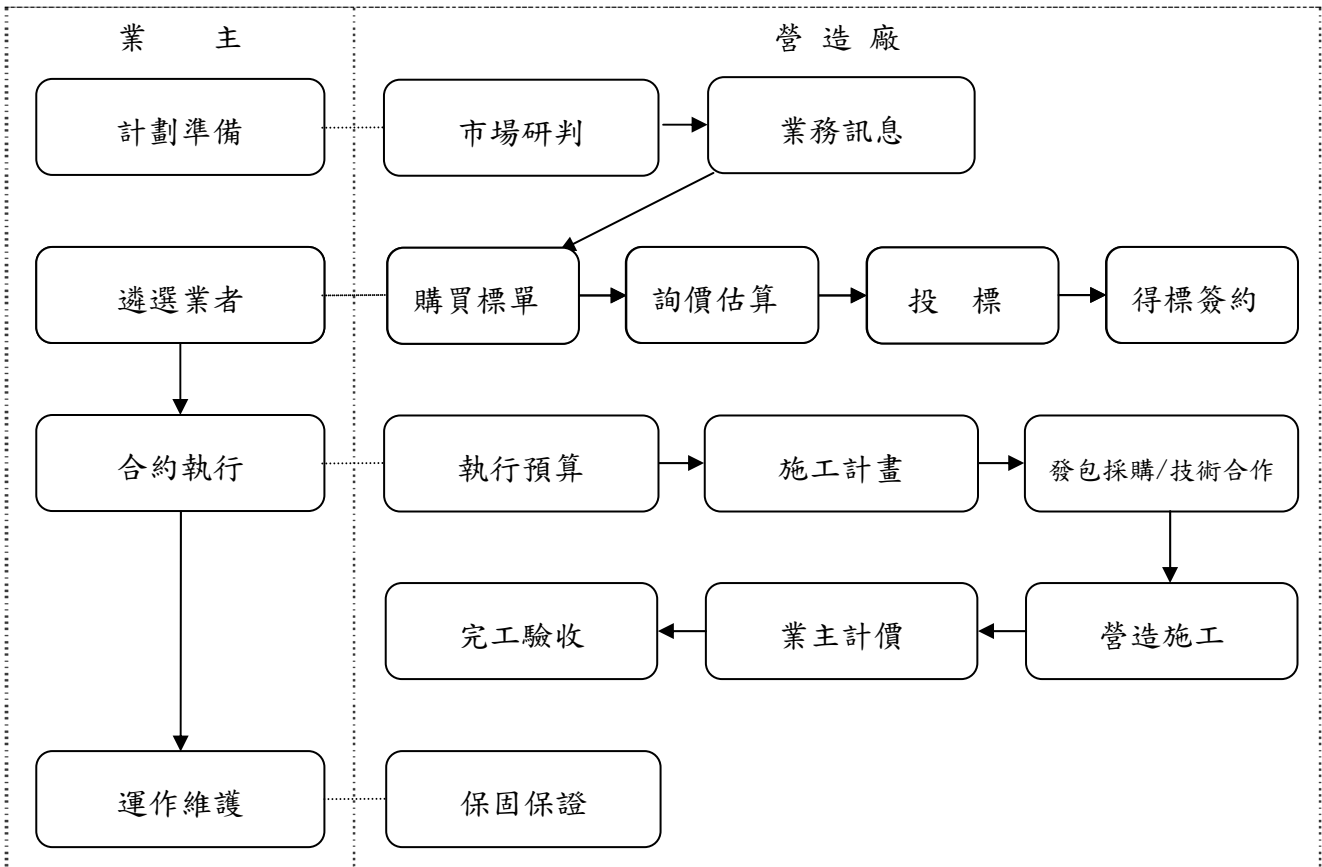 業 主
營 造 廠
計劃準備
市場研判
業務訊息
遴選業者
購買標單
詢價估算
投 標
得標簽約
合約執行
執行預算
施工計畫
發包採購/技術合作
完工驗收
業主計價
營造施工
運作維護
保固保證